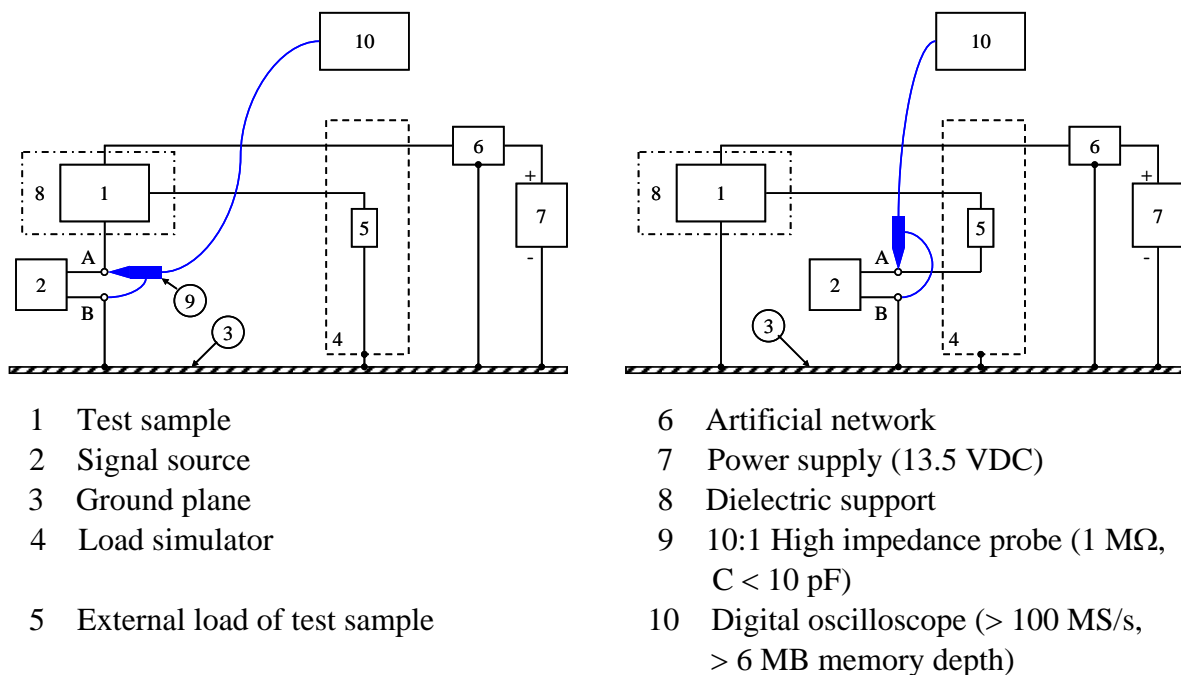 10
10
6
6
+
+
8
1
8
1
7
7
5
5
-
-
A
A
2
2
B
9
B
3
4
3
4
1 Test sample
2 Signal source
3 Ground plane
4 Load simulator
5 External load of test sample
6 Artificial network
7 Power supply (13.5 VDC)
8 Dielectric support
9 10:1 High impedance probe (1 MΩ,
C < 10 pF)
10 Digital oscilloscope (> 100 MS/s,
> 6 MB memory depth)